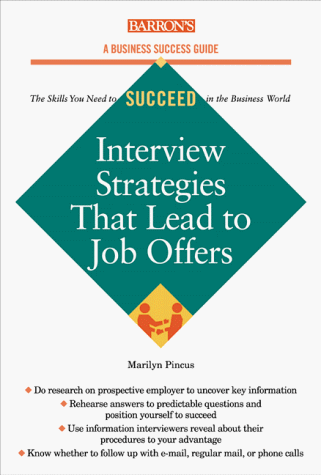 BARRON'S
A BUSINESS SUCCESS GUIDE
The Skills You Need to SUCCEED in the Business World
Interview
Strategies
That Lead to
Job Offers
Marilyn Pincus
◆ Do research on prospective employer to uncover key information
◆ Rehearse answers to predictable questions and
position yourself to succeed
◆ Use information interviewers reveal about their
procedures to your advantage
◆ Know whether to follow up with e-mail, regular mail, or phone calls